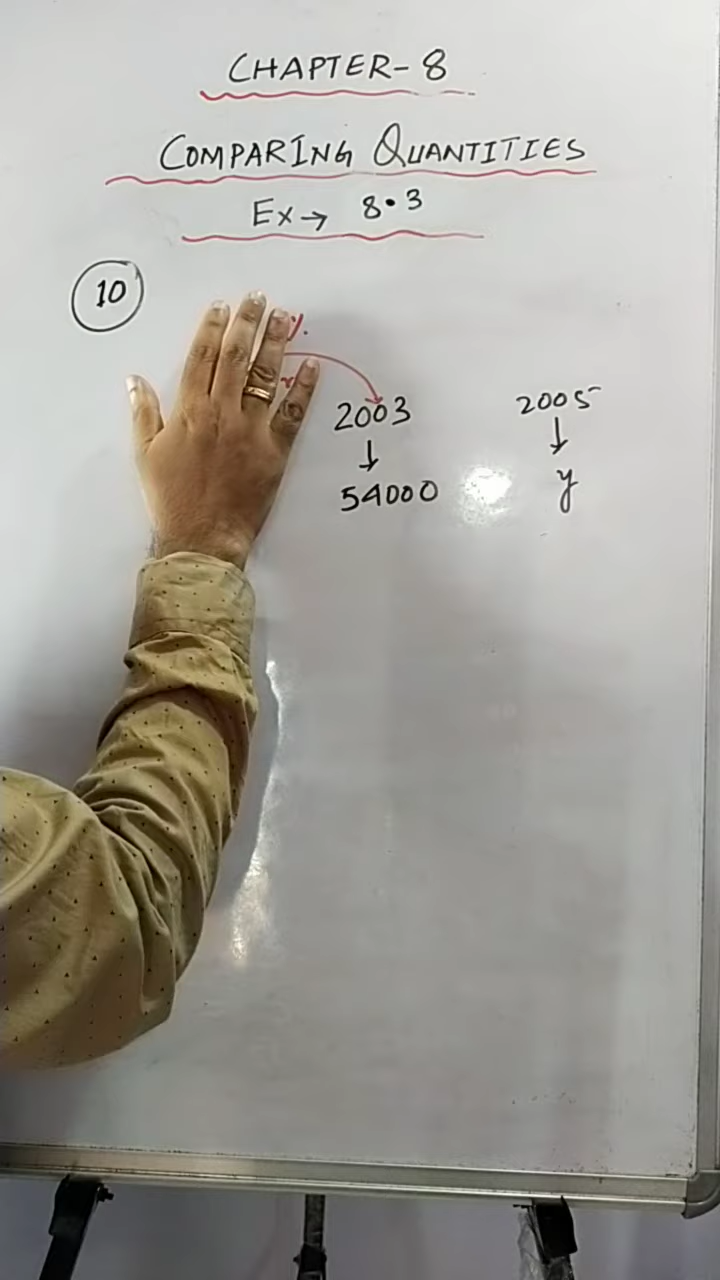 CHAPTER-8
COMPARING QUANTITIES
Ex→ 8.3
10
%
2003 2005
↓ ↓
54000 y